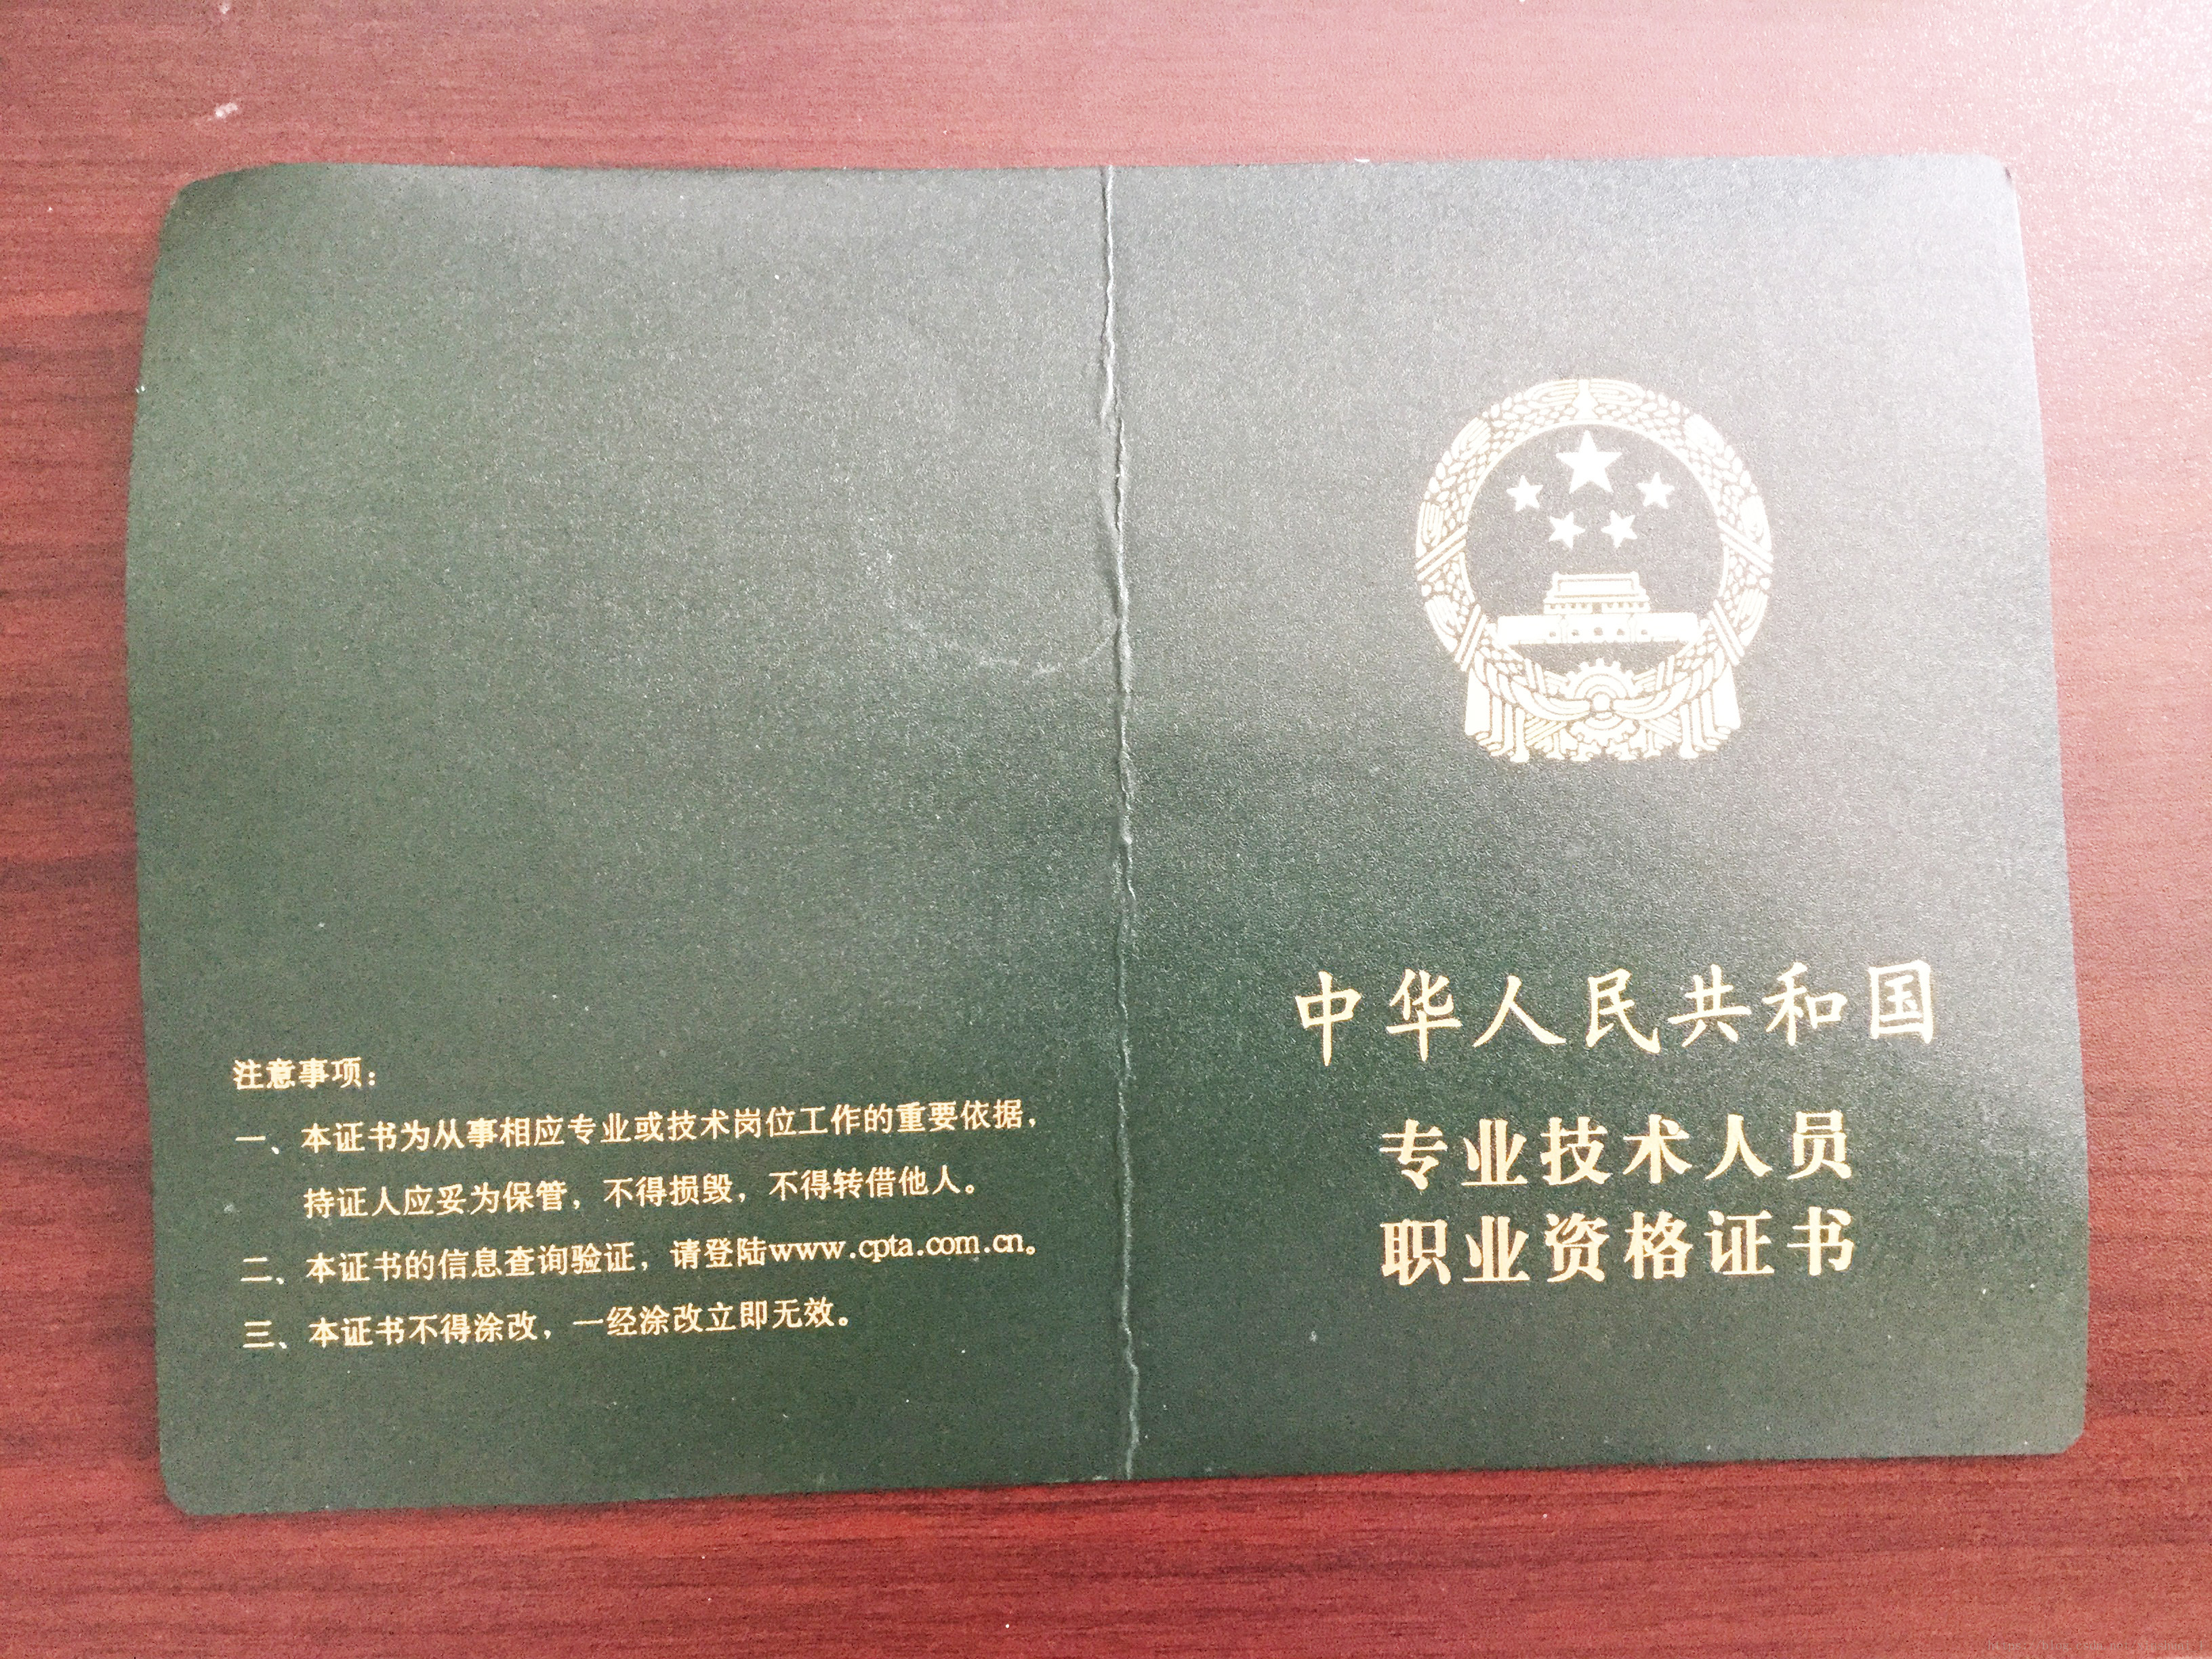 注意事项：
一、本证书为从事相应专业或技术岗位工作的重要依据，
持证人应妥为保管，不得损毁，不得转借他人。
二、本证书的信息查询验证，请登陆www.cpta.com.cn。
三、本证书不得涂改，一经涂改立即无效。
中华人民共和国
专业技术人员
职业资格证书